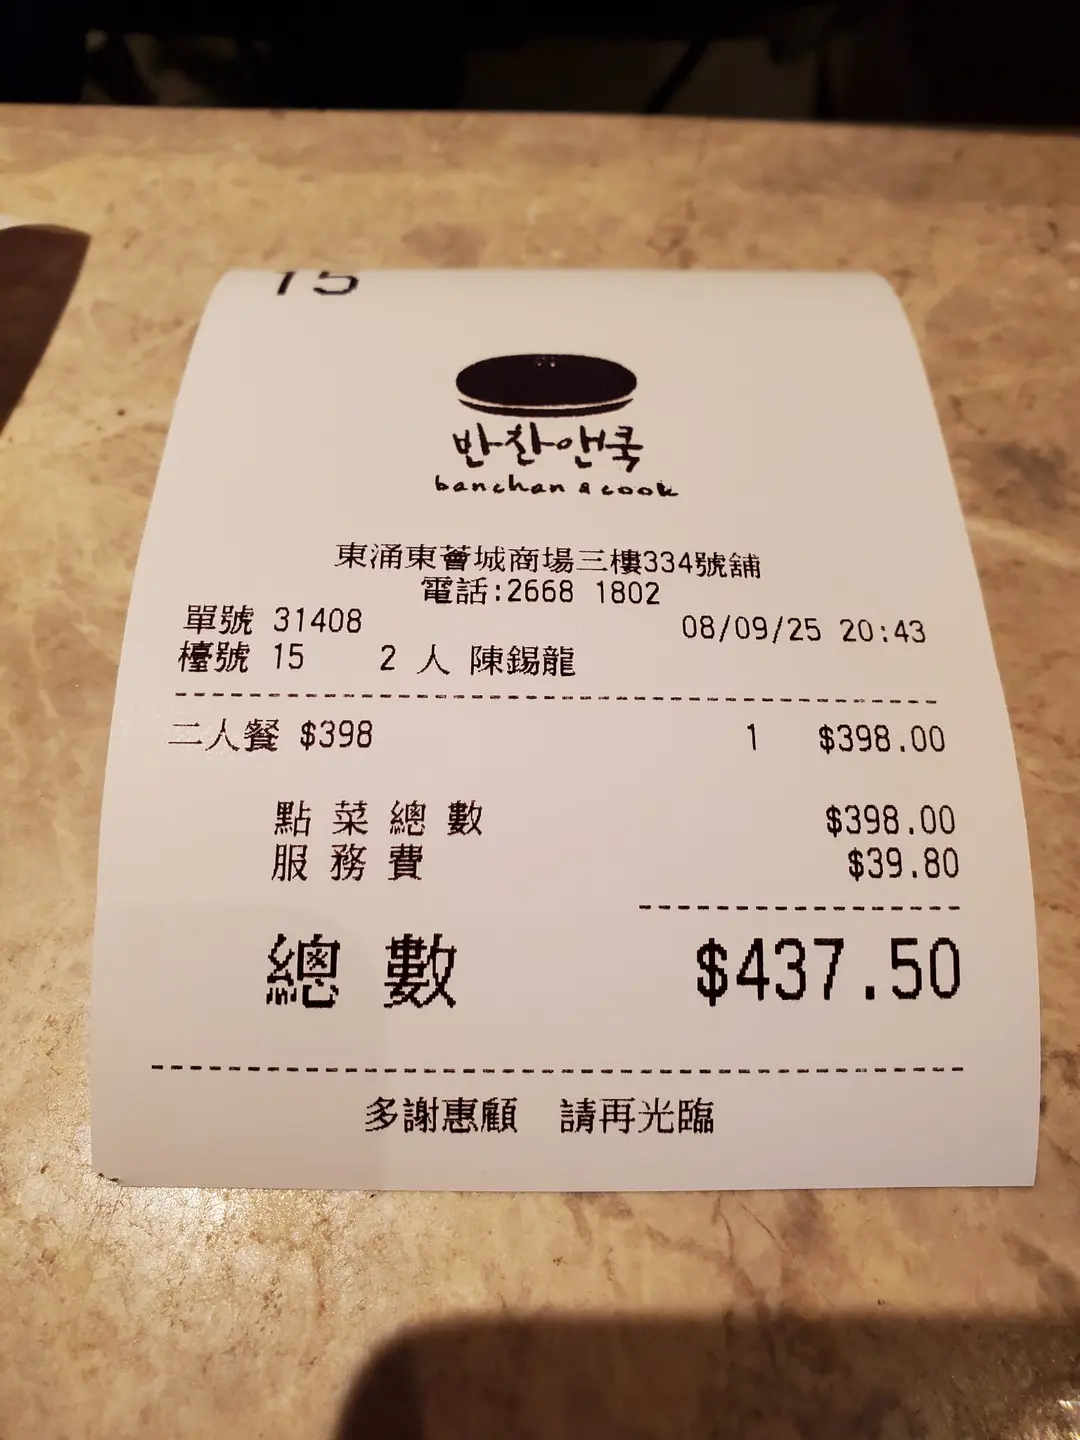 15
반찬앤쿡
banchan & cook
東涌東薈城商場三樓334號舖
電話:2668 1802
單號 31408 08/09/25 20:43
檯號 15 2 人 陳錫龍
二人餐 $398 1 $398.00
點菜總數 $398.00
服務費 $39.80
總數 $437.50
多謝惠顧 請再光臨